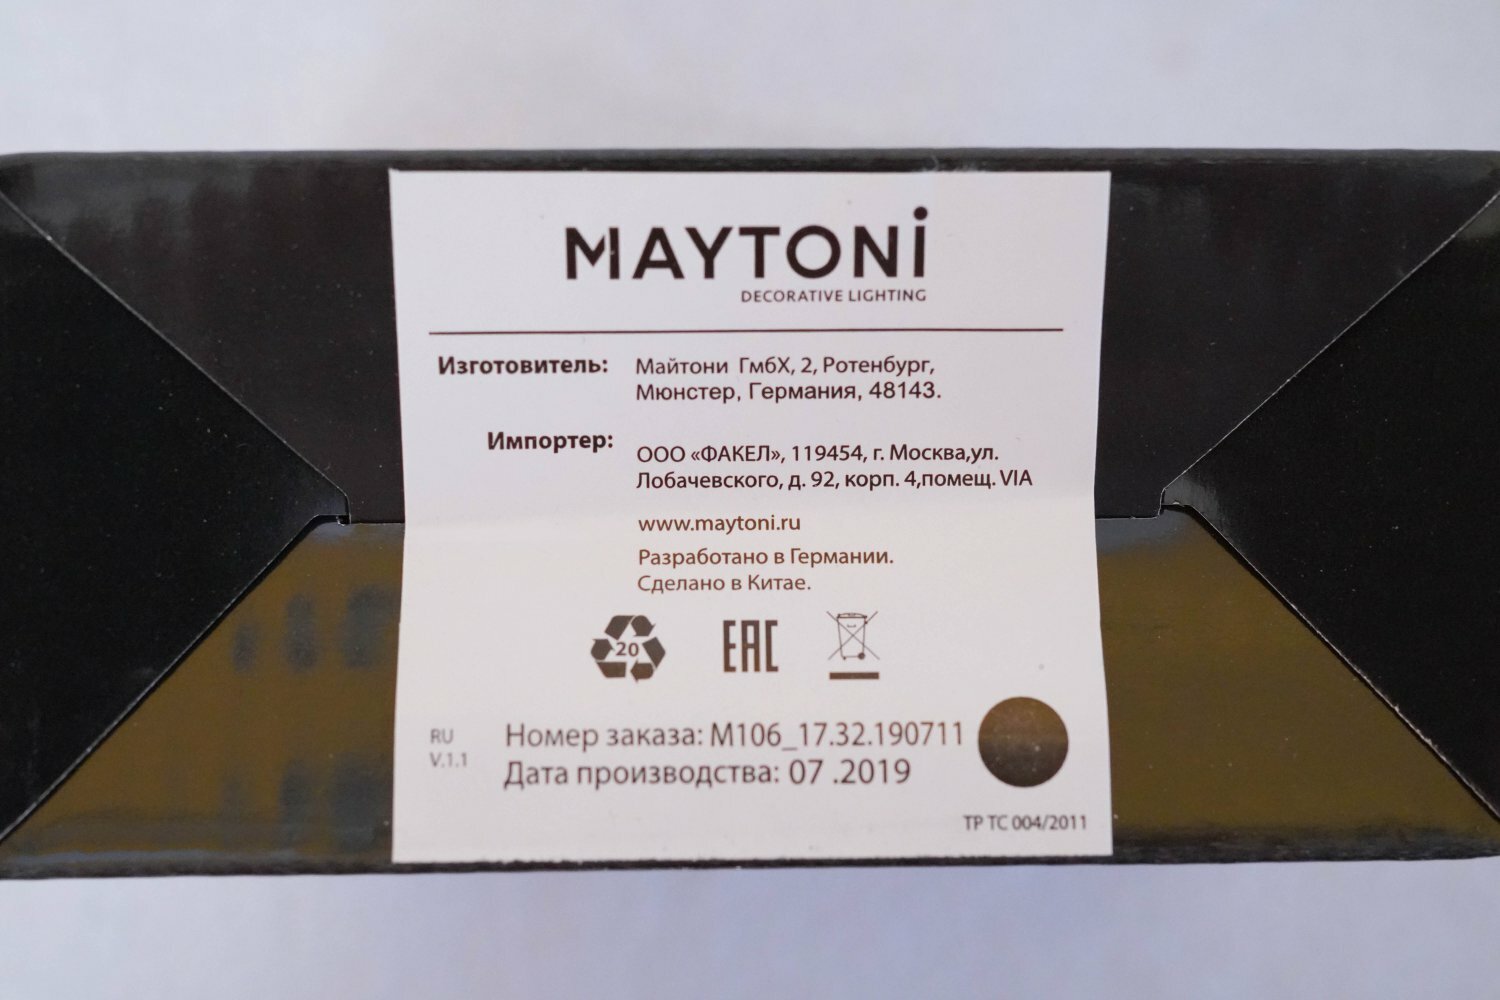 MAYTONi
DECORATIVE LIGHTING
Изготовитель: Майтони ГмбХ, 2, Ротенбург,
Мюнстер, Германия, 48143.
Импортер: ООО «ФАКЕЛ», 119454, г. Москва,ул.
Лобачевского, д. 92, корп. 4,помещ. VIA
www.maytoni.ru
Разработано в Германии.
Сделано в Китае.
20
EAC
RU
V.1.1
Номер заказа: M106_17.32.190711
Дата производства: 07 .2019
ТР ТС 004/2011